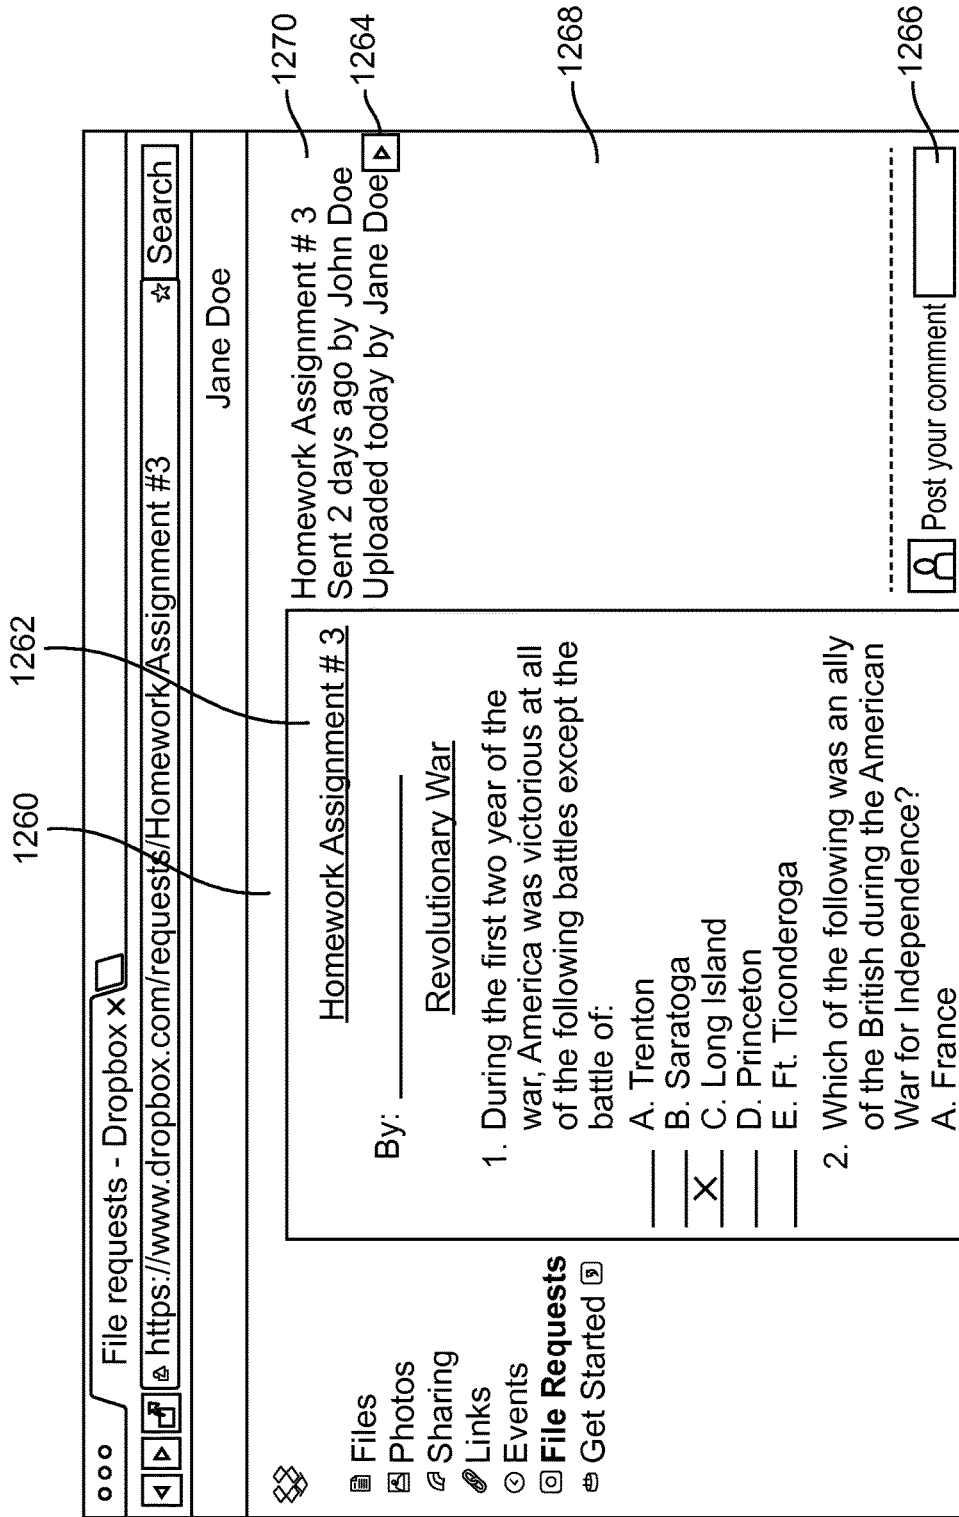 1260
1262
File requests - Dropbox ×
https://www.dropbox.com/requests/Homework Assignment #3
Search
Jane Doe
Files
Photos
Sharing
Links
Events
File Requests
Get Started
Homework Assignment # 3
By:
Revolutionary War
1. During the first two year of the
war, America was victorious at all
of the following battles except the
battle of:
A. Trenton
B. Saratoga
X C. Long Island
D. Princeton
E. Ft. Ticonderoga
2. Which of the following was an ally
of the British during the American
War for Independence?
A. France
Homework Assignment # 3
Sent 2 days ago by John Doe
Uploaded today by Jane Doe
Post your comment
1270
1264
1268
1266